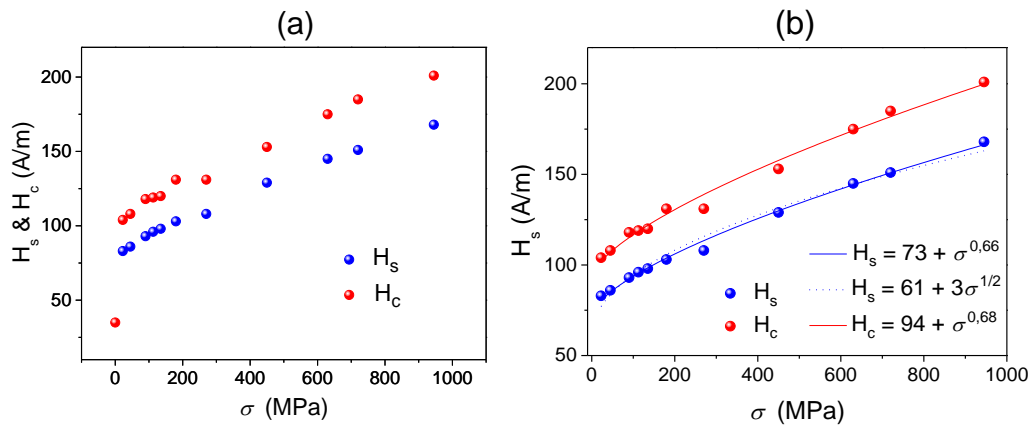 (a)
H_s & H_c (A/m)
200
150
100
50
0 200 400 600 800 1000
σ (MPa)
H_s
H_c
(b)
H_s (A/m)
200
150
100
50
0 200 400 600 800 1000
σ (MPa)
H_s
H_c
H_s = 73 + σ^{0,66}
H_s = 61 + 3σ^{1/2}
H_c = 94 + σ^{0,68}